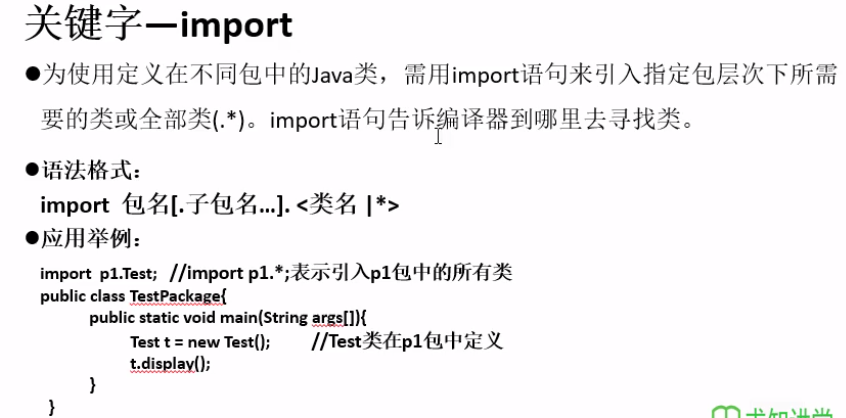 关键字—import
●为使用定义在不同包中的Java类，需用import语句来引入指定包层次下所需
要的类或全部类(.*)。import语句告诉编译器到哪里去寻找类。
●语法格式：
import 包名[.子包名…]. <类名 |*>
●应用举例：
import p1.Test; //import p1.*;表示引入p1包中的所有类
public class TestPackage{
public static void main(String args[]){
Test t = new Test(); //Test类在p1包中定义
t.display();
}
}